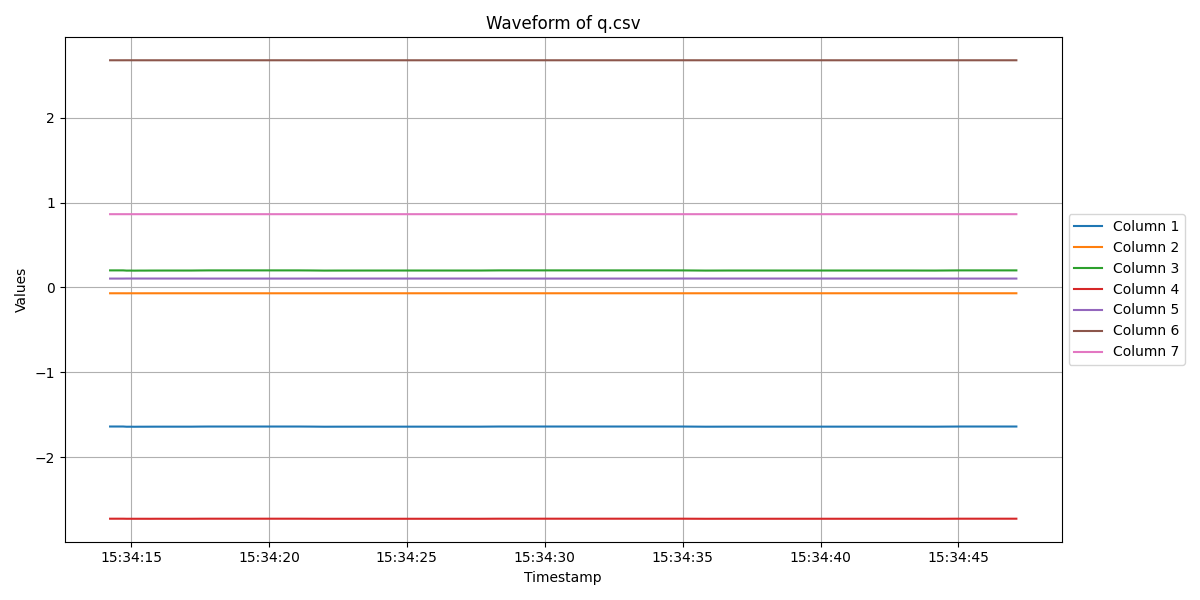 Waveform of q.csv
Values
2
1
0
−1
−2
15:34:15
15:34:20
15:34:25
15:34:30
15:34:35
15:34:40
15:34:45
Timestamp
Column 1
Column 2
Column 3
Column 4
Column 5
Column 6
Column 7